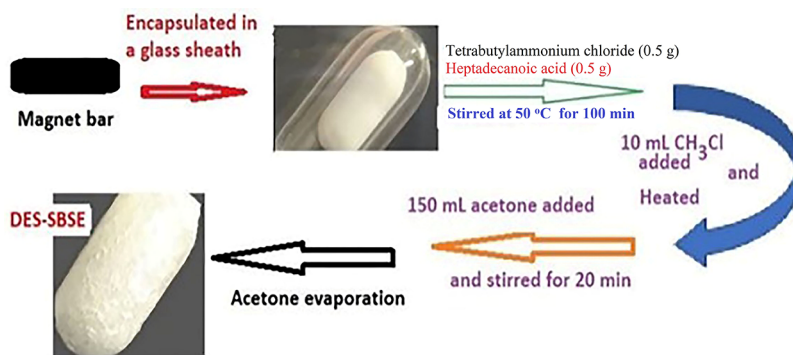 Encapsulated in
a glass sheath
Magnet bar
Tetrabutylammonium chloride (0.5 g)
Heptadecanoic acid (0.5 g)
Stirred at 50 °C for 100 min
10 mL CH3Cl
added
and
Heated
150 mL acetone added
and stirred for 20 min
Acetone evaporation
DES-SBSE